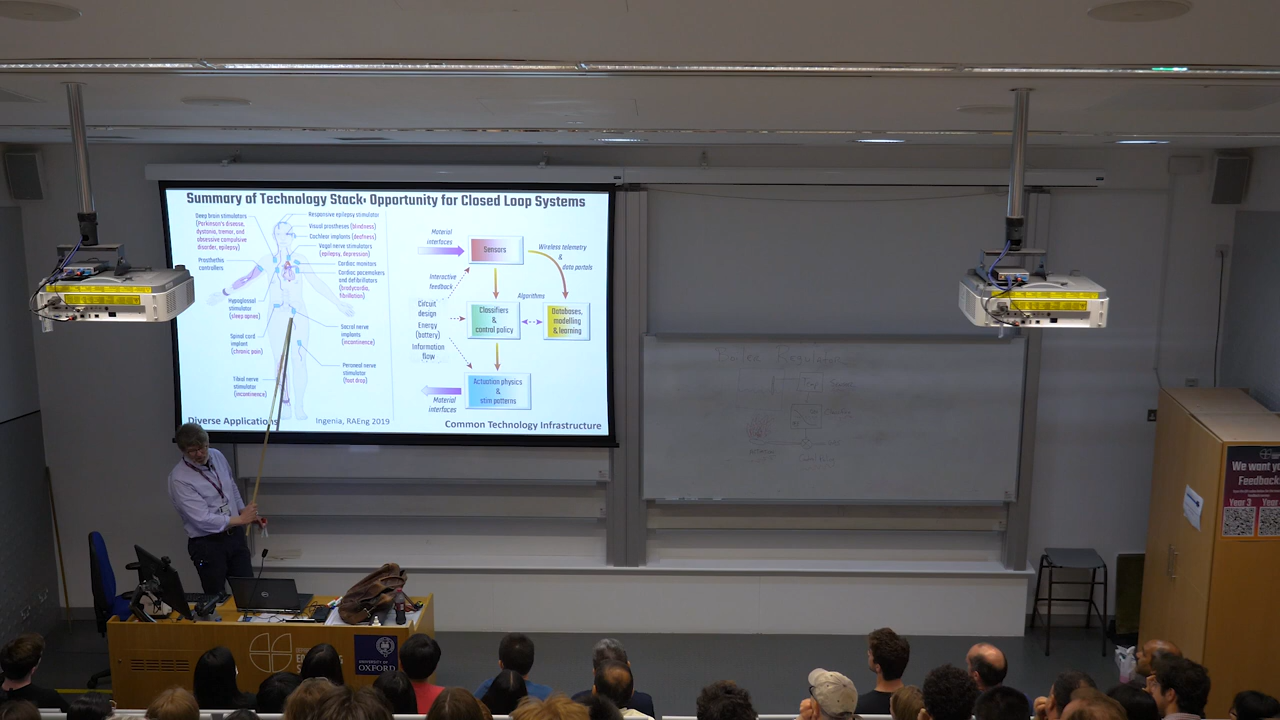 Summary of Technology Stack: Opportunity for Closed Loop Systems
Deep brain stimulators
(Parkinson's disease,
dystonia, tremor, and
obsessive compulsive
disorder, epilepsy)
Prosthetic
controllers
Hypoglossal
stimulator
(sleep apnea)
Spinal cord
implant
(chronic pain)
Tibial nerve
stimulator
(incontinence)
Responsive epilepsy stimulator
Visual prostheses (blindness)
Cochlear implants (deafness)
Vagal nerve stimulators
(epilepsy, depression)
Cardiac monitors
Cardiac pacemakers
and defibrillators
(bradycardia,
fibrillation)
Sacral nerve
implants
(incontinence)
Peroneal nerve
stimulator
(foot drop)
Diverse Applications
Ingenia, RAEng 2019
Material
interfaces
Sensors
Wireless telemetry
&
data portals
Interactive
feedback
Circuit
design
Energy
(battery)
Information
flow
Classifiers
&
control policy
Algorithms
Databases,
modelling
& learning
Actuation physics
&
stim patterns
Material
interfaces
Common Technology Infrastructure
Boiler Regulator
We want yo
Feedback
Year 3
Year
UNIVERSITY OF
OXFORD
DELL